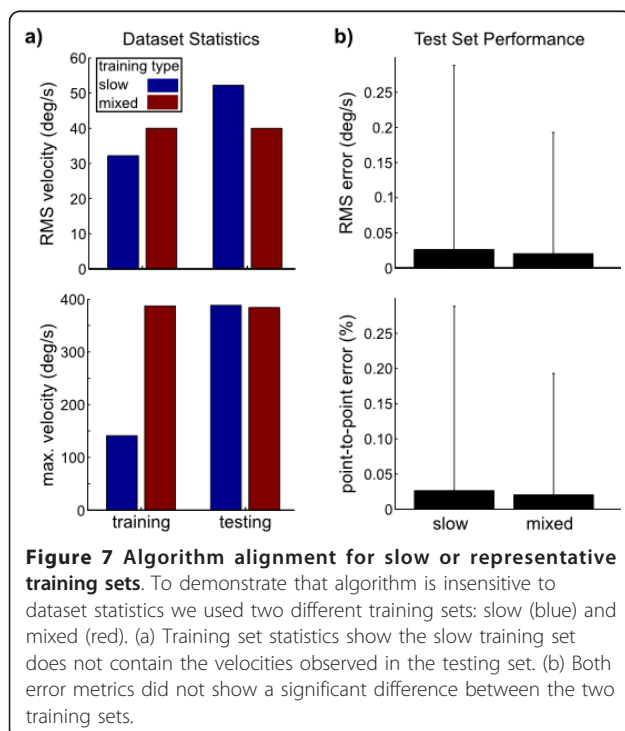 a) Dataset Statistics
training type
slow
mixed
RMS velocity (deg/s)
60
50
40
30
20
10
0
max. velocity (deg/s)
400
300
200
100
0
training testing
b) Test Set Performance
RMS error (deg/s)
0.25
0.2
0.15
0.1
0.05
0
point-to-point error (%)
0.25
0.20
0.15
0.10
0.05
0
slow mixed
Figure 7 Algorithm alignment for slow or representative
training sets. To demonstrate that algorithm is insensitive to
dataset statistics we used two different training sets: slow (blue) and
mixed (red). (a) Training set statistics show the slow training set
does not contain the velocities observed in the testing set. (b) Both
error metrics did not show a significant difference between the two
training sets.